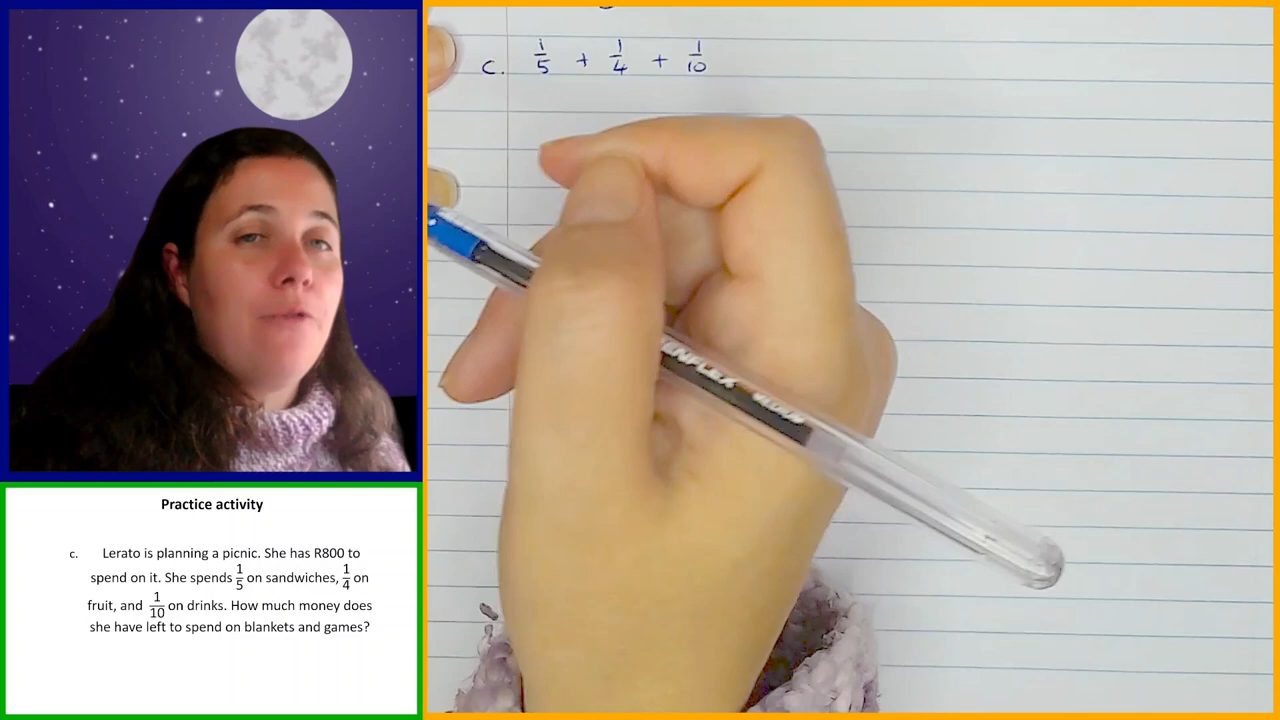 c. 1/5 + 1/4 + 1/10
Practice activity
c. Lerato is planning a picnic. She has R800 to
spend on it. She spends 1/5 on sandwiches, 1/4 on
fruit, and 1/10 on drinks. How much money does
she have left to spend on blankets and games?